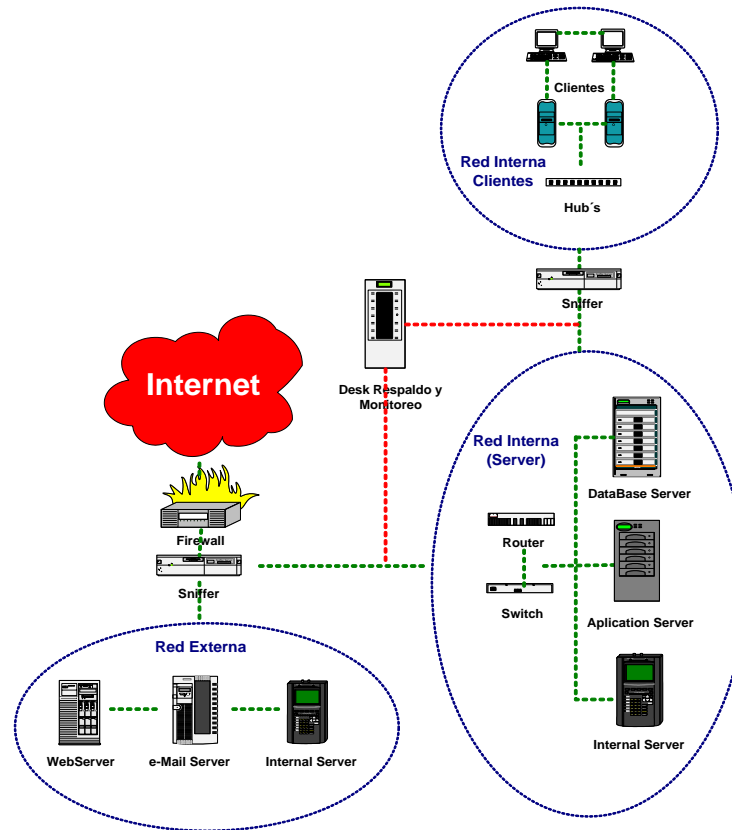 Clientes
Red Interna
Clientes
Hub´s
Sniffer
Desk Respaldo y
Monitoreo
Internet
Red Interna
(Server)
DataBase Server
Firewall
Router
Sniffer
Switch
Aplication Server
Red Externa
WebServer
e-Mail Server
Internal Server
Internal Server